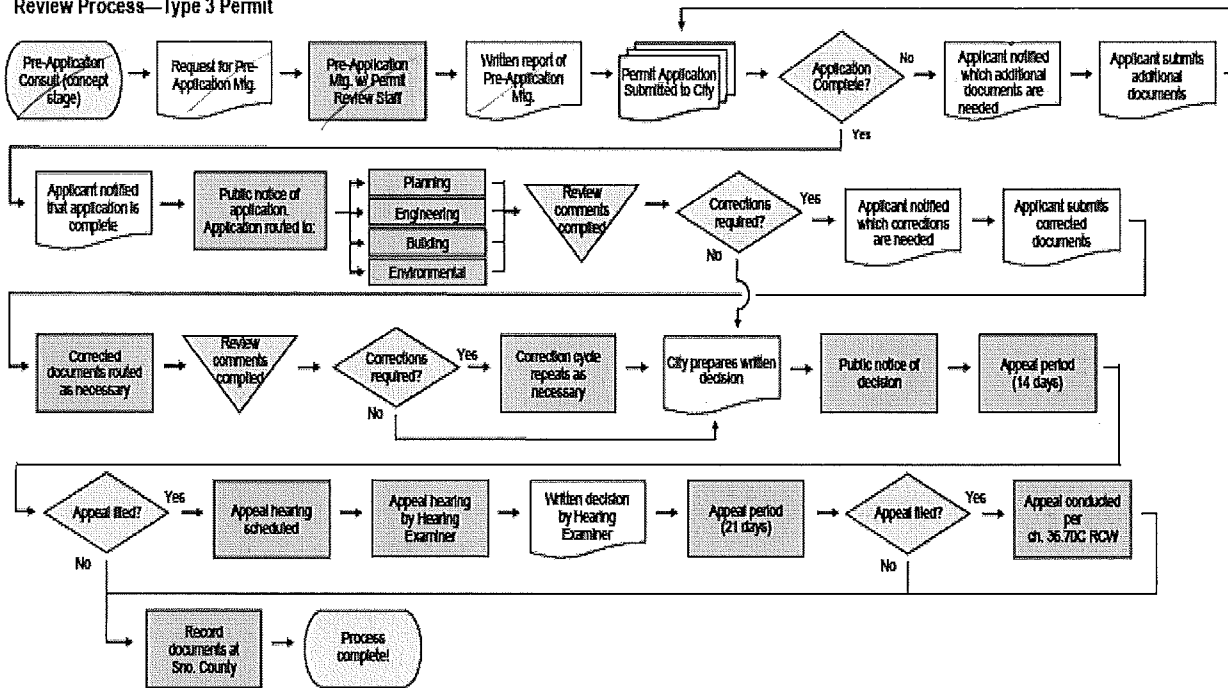 Review Process—Type 3 Permit
Pre-Application
Consult (concept
stage)
Request for Pre-
Application Mtg.
Pre-Application
Mtg. w/ Permit
Review Staff
Written report of
Pre-Application
Mtg.
Permit Application
Submitted to City
Application
Complete?
No
Yes
Applicant notified
which additional
documents are
needed
Applicant submits
additional
documents
Applicant notified
that application is
complete
Public notice of
application.
Application routed to:
Planning
Engineering
Building
Environmental
Review
comments
compiled
Corrections
required?
Yes
No
Applicant notified
which corrections
are needed
Applicant submits
corrected
documents
Corrected
documents routed
as necessary
Review
comments
compiled
Corrections
required?
Yes
No
Correction cycle
repeats as
necessary
City prepares written
decision
Public notice of
decision
Appeal period
(14 days)
Appeal filed?
Yes
No
Appeal hearing
scheduled
Appeal hearing
by Hearing
Examiner
Written decision
by Hearing
Examiner
Appeal period
(21 days)
Appeal filed?
Yes
No
Appeal conducted
per
ch. 36.70C RCW
Record
documents at
Sno. County
Process
complete!